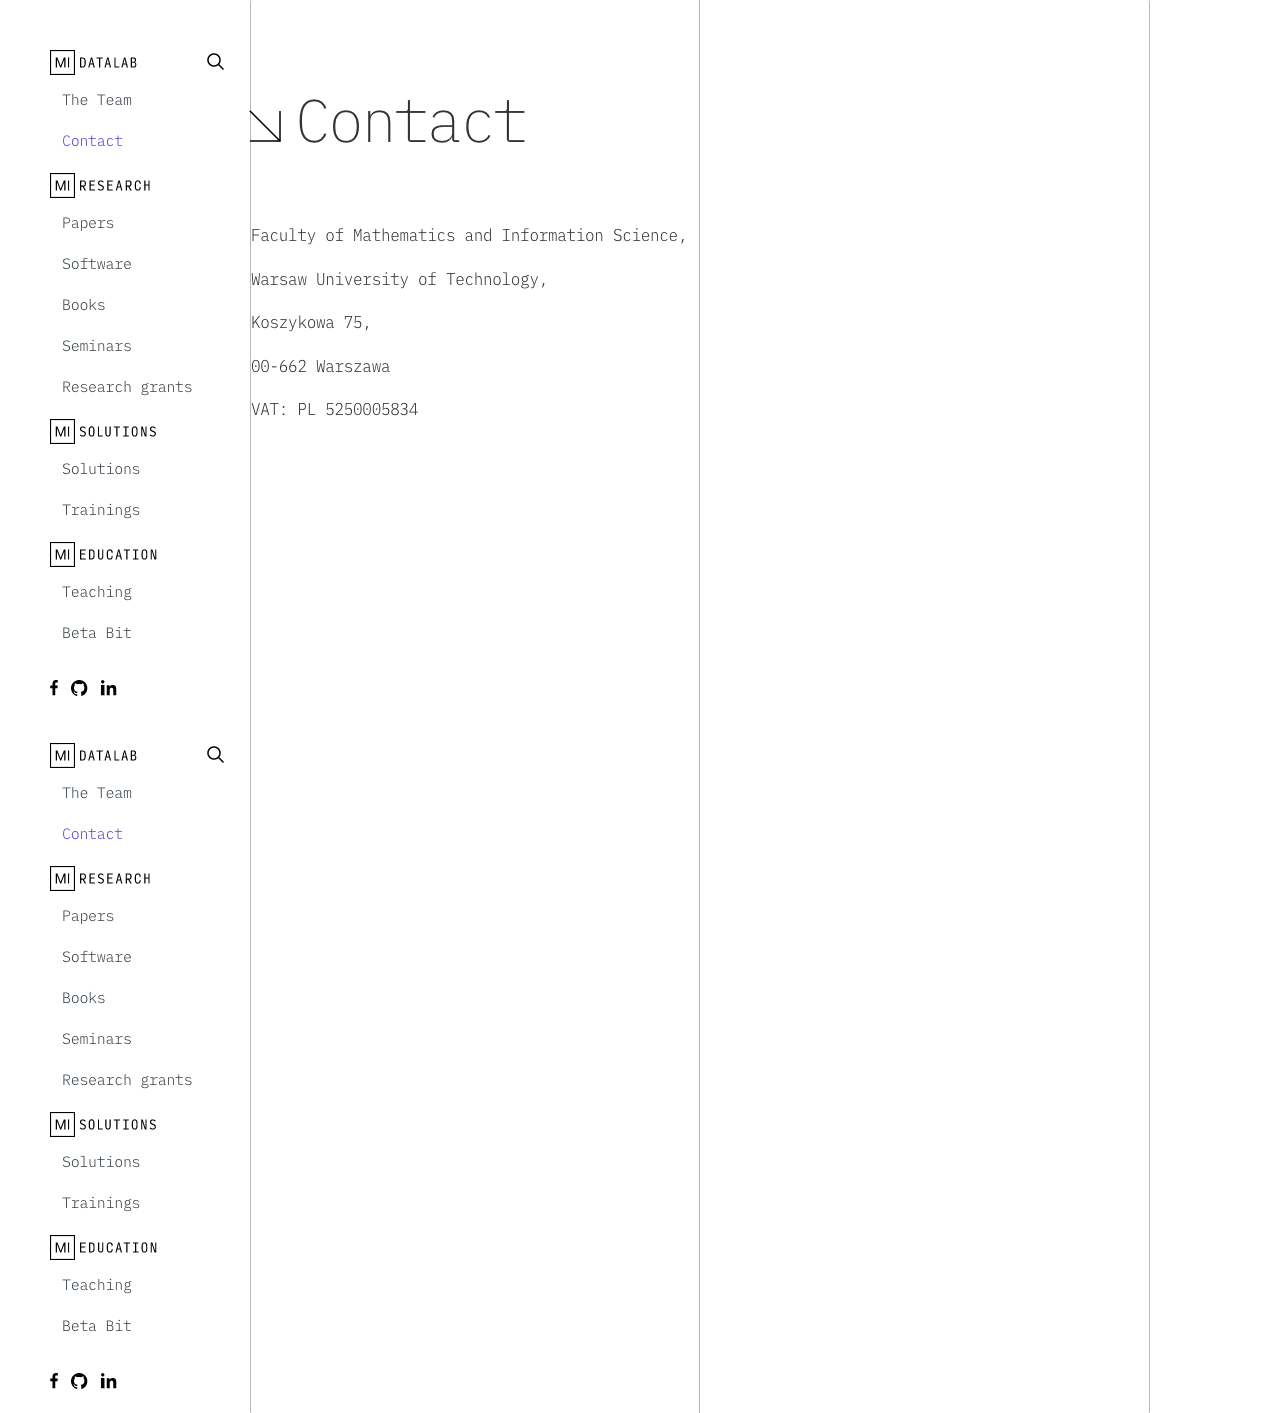 MI DATALAB
The Team
Contact
MI RESEARCH
Papers
Software
Books
Seminars
Research grants
MI SOLUTIONS
Solutions
Trainings
MI EDUCATION
Teaching
Beta Bit
MI DATALAB
The Team
Contact
MI RESEARCH
Papers
Software
Books
Seminars
Research grants
MI SOLUTIONS
Solutions
Trainings
MI EDUCATION
Teaching
Beta Bit
Contact
Faculty of Mathematics and Information Science,
Warsaw University of Technology,
Koszykowa 75,
00-662 Warszawa
VAT: PL 5250005834